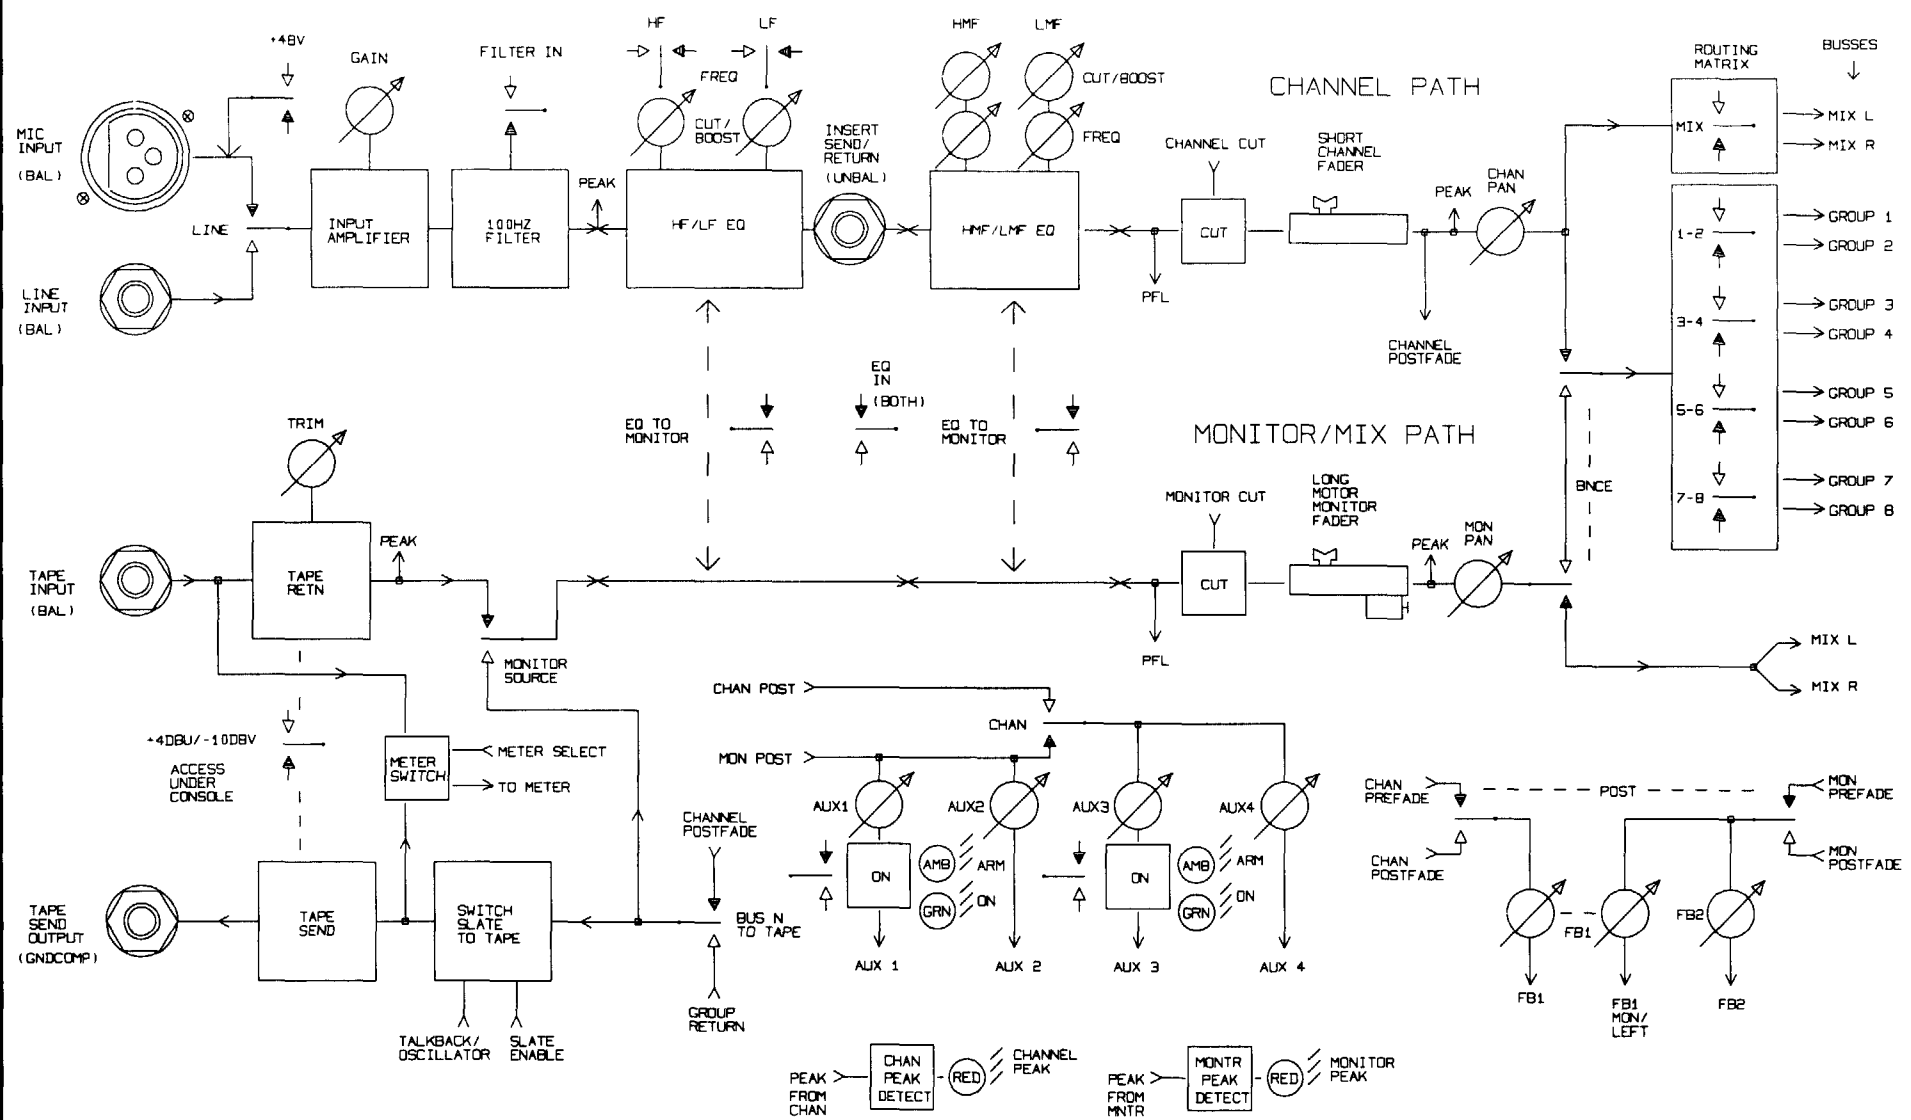 HF
LF
HMF
LMF
BUSSES
+48V
GAIN
FILTER IN
ROUTING
MATRIX
FREQ
CUT/
BOOST
CUT/BOOST
FREQ
CHANNEL PATH
MIC
INPUT
(BAL)
INSERT
SEND/
RETURN
(UNBAL)
CHANNEL CUT
SHORT
CHANNEL
FADER
MIX
MIX L
MIX R
PEAK
PEAK
CHAN
PAN
LINE
INPUT
AMPLIFIER
100HZ
FILTER
HF/LF EQ
HMF/LMF EQ
CUT
1-2
GROUP 1
GROUP 2
LINE
INPUT
(BAL)
PFL
3-4
GROUP 3
GROUP 4
CHANNEL
POSTFADE
EQ
IN
(BOTH)
5-6
GROUP 5
GROUP 6
TRIM
EQ TO
MONITOR
EQ TO
MONITOR
MONITOR/MIX PATH
BNCE
7-8
GROUP 7
GROUP 8
MONITOR CUT
LONG
MOTOR
MONITOR
FADER
PEAK
PEAK
MON
PAN
TAPE
INPUT
(BAL)
TAPE
RETN
CUT
MONITOR
SOURCE
PFL
MIX L
MIX R
CHAN POST
CHAN
MON POST
+4DBU/-10DBV
ACCESS
UNDER
CONSOLE
METER
SWITCH
METER SELECT
TO METER
CHAN
PREFADE
POST
MON
PREFADE
AUX1
AUX2
AUX3
AUX4
CHANNEL
POSTFADE
CHAN
POSTFADE
MON
POSTFADE
ON
AMB
ARM
GRN
ON
ON
AMB
ARM
GRN
ON
TAPE
SEND
OUTPUT
(GNDCOMP)
TAPE
SEND
SWITCH
SLATE
TO TAPE
BUS N
TO TAPE
FB1
FB2
AUX 1
AUX 2
AUX 3
AUX 4
FB1
FB1
MON/
LEFT
FB2
GROUP
RETURN
TALKBACK/
OSCILLATOR
SLATE
ENABLE
PEAK
FROM
CHAN
CHAN
PEAK
DETECT
RED
CHANNEL
PEAK
PEAK
FROM
MNTR
MONTR
PEAK
DETECT
RED
MONITOR
PEAK